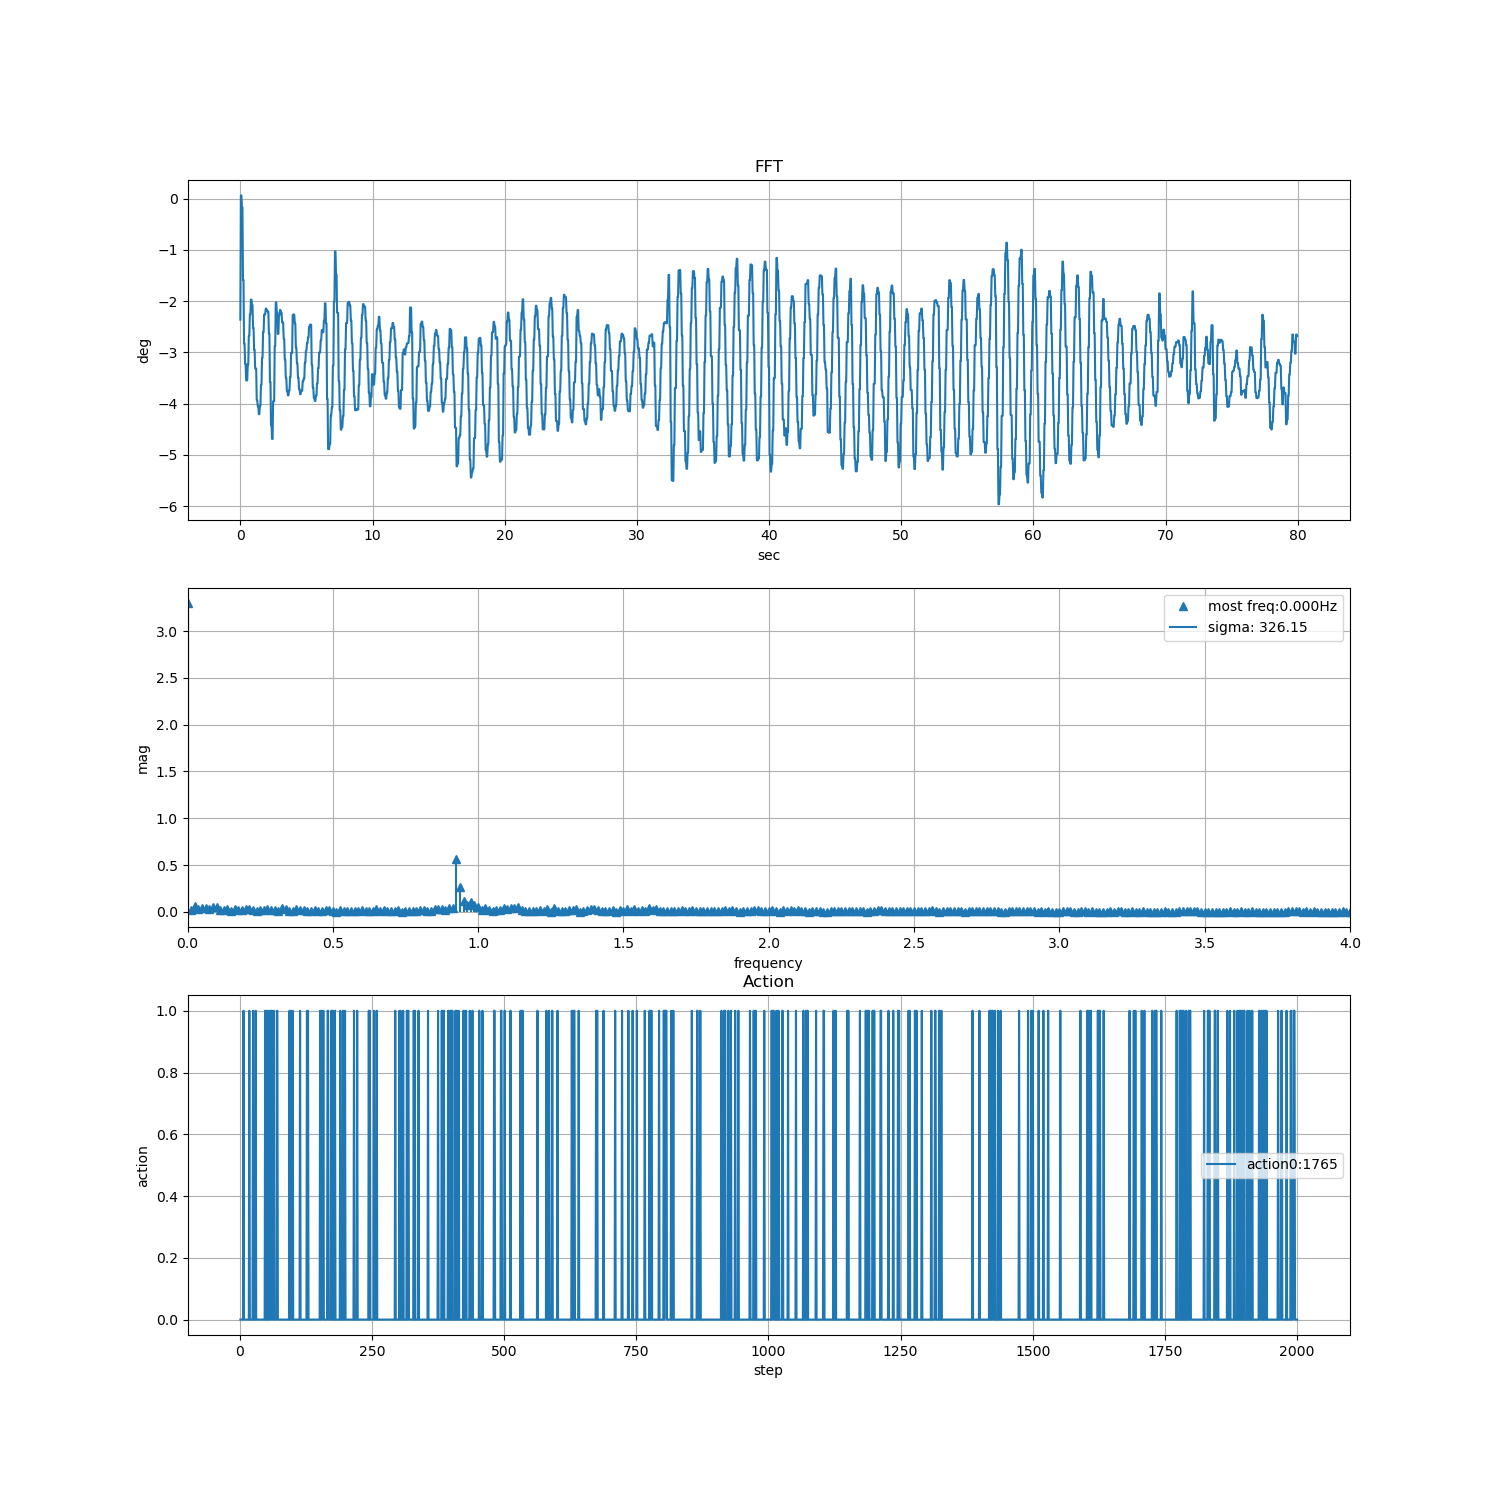 FFT
0
−1
−2
−3
−4
−5
−6
deg
0 10 20 30 40 50 60 70 80
sec
most freq:0.000Hz
sigma: 326.15
3.0
2.5
2.0
1.5
1.0
0.5
0.0
mag
0.0 0.5 1.0 1.5 2.0 2.5 3.0 3.5 4.0
frequency
Action
1.0
0.8
0.6
0.4
0.2
0.0
action
action0:1765
0 250 500 750 1000 1250 1500 1750 2000
step